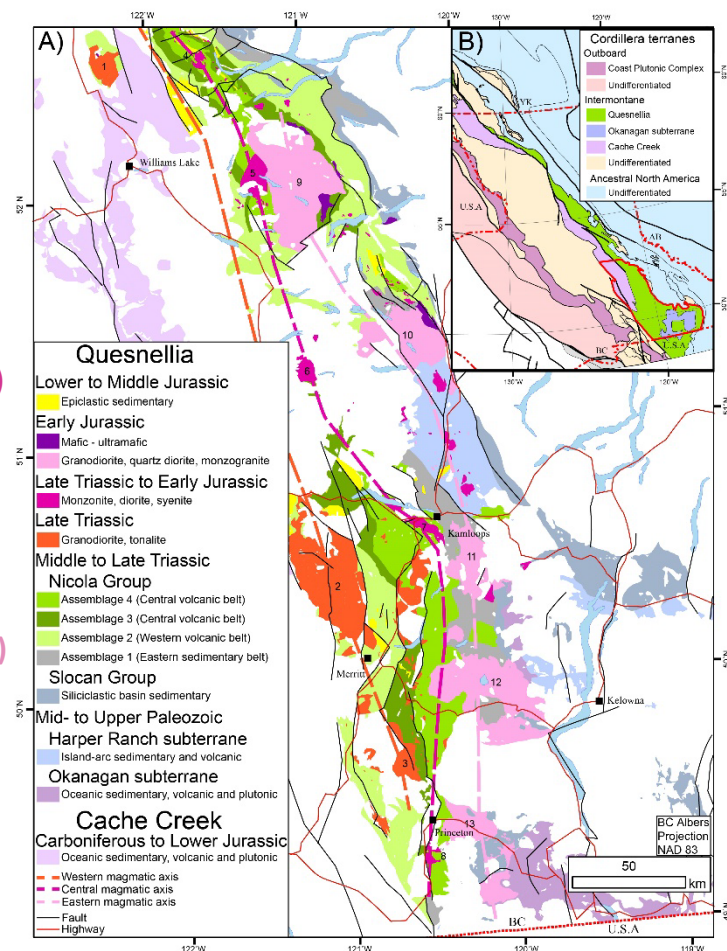 122°W
121°W
120°W
A)
B)
Cordillera terranes
Outboard
Coast Plutonic Complex
Undifferentiated
Intermontane
Quesnellia
Okanagan subterrane
Cache Creek
Undifferentiated
Ancestral North America
Undifferentiated
YK
U.S.A
AB
BC
U.S.A
130°W
120°W
1
4
Williams Lake
5
9
52°N
10
6
51°N
Kamloops
11
2
Merritt
12
Kelowna
50°N
3
Princeton
13
8
Quesnellia
Lower to Middle Jurassic
Epiclastic sedimentary
Early Jurassic
Mafic - ultramafic
Granodiorite, quartz diorite, monzogranite
Late Triassic to Early Jurassic
Monzonite, diorite, syenite
Late Triassic
Granodiorite, tonalite
Middle to Late Triassic
Nicola Group
Assemblage 4 (Central volcanic belt)
Assemblage 3 (Central volcanic belt)
Assemblage 2 (Western volcanic belt)
Assemblage 1 (Eastern sedimentary belt)
Slocan Group
Siliciclastic basin sedimentary
Mid- to Upper Paleozoic
Harper Ranch subterrane
Island-arc sedimentary and volcanic
Okanagan subterrane
Oceanic sedimentary, volcanic and plutonic
Cache Creek
Carboniferous to Lower Jurassic
Oceanic sedimentary, volcanic and plutonic
Western magmatic axis
Central magmatic axis
Eastern magmatic axis
Fault
Highway
BC Albers
Projection
NAD 83
50
km
BC
U.S.A
49°N
122°W
121°W
120°W
119°W